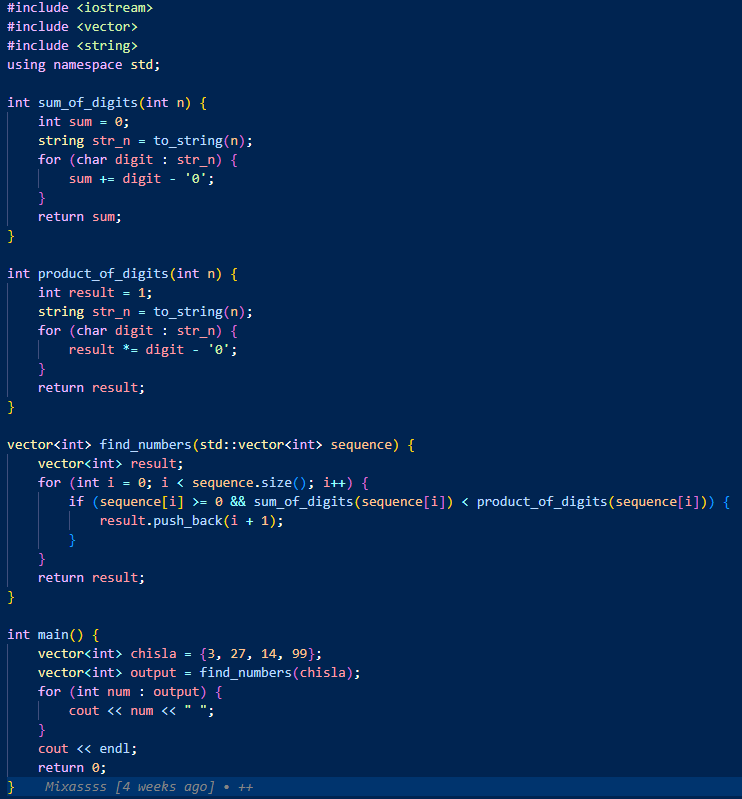 #include <iostream>
#include <vector>
#include <string>
using namespace std;

int sum_of_digits(int n) {
    int sum = 0;
    string str_n = to_string(n);
    for (char digit : str_n) {
        sum += digit - '0';
    }
    return sum;
}

int product_of_digits(int n) {
    int result = 1;
    string str_n = to_string(n);
    for (char digit : str_n) {
        result *= digit - '0';
    }
    return result;
}

vector<int> find_numbers(std::vector<int> sequence) {
    vector<int> result;
    for (int i = 0; i < sequence.size(); i++) {
        if (sequence[i] >= 0 && sum_of_digits(sequence[i]) < product_of_digits(sequence[i])) {
            result.push_back(i + 1);
        }
    }
    return result;
}

int main() {
    vector<int> chisla = {3, 27, 14, 99};
    vector<int> output = find_numbers(chisla);
    for (int num : output) {
        cout << num << " ";
    }
    cout << endl;
    return 0;
}    Mixassss [4 weeks ago] • ++